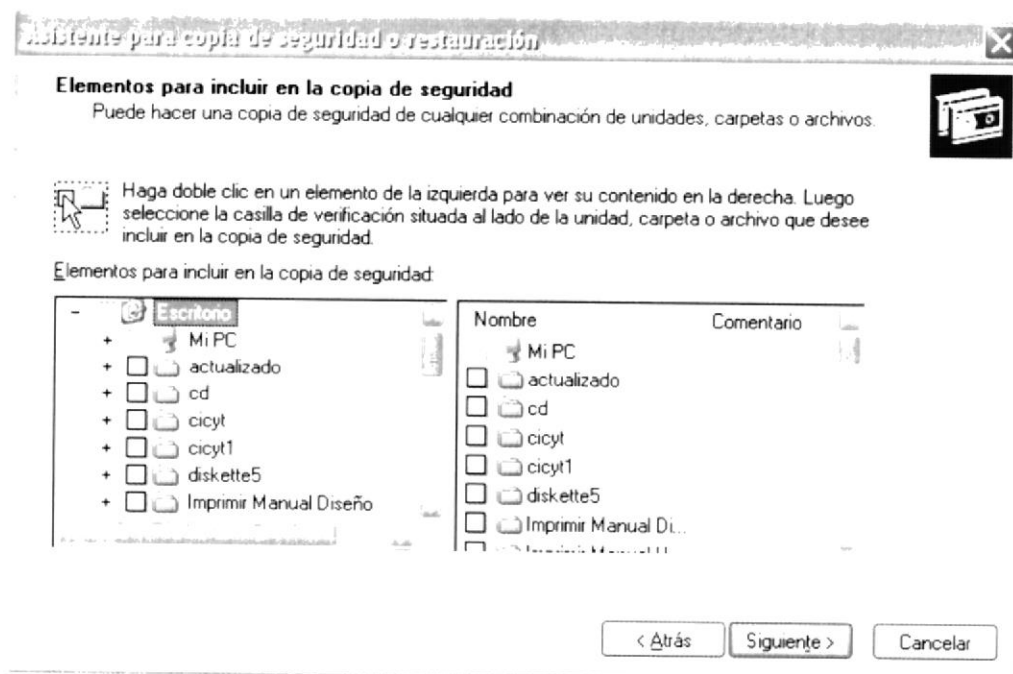 Asistente para copia de seguridad o restauración
Elementos para incluir en la copia de seguridad
Puede hacer una copia de seguridad de cualquier combinación de unidades, carpetas o archivos.
Haga doble clic en un elemento de la izquierda para ver su contenido en la derecha. Luego
seleccione la casilla de verificación situada al lado de la unidad, carpeta o archivo que desee
incluir en la copia de seguridad.
Elementos para incluir en la copia de seguridad:
Escritorio
Mi PC
actualizado
cd
cicyt
cicyt1
diskette5
Imprimir Manual Diseño
Nombre Comentario
Mi PC
actualizado
cd
cicyt
cicyt1
diskette5
Imprimir Manual Di...
< Atrás Siguiente > Cancelar